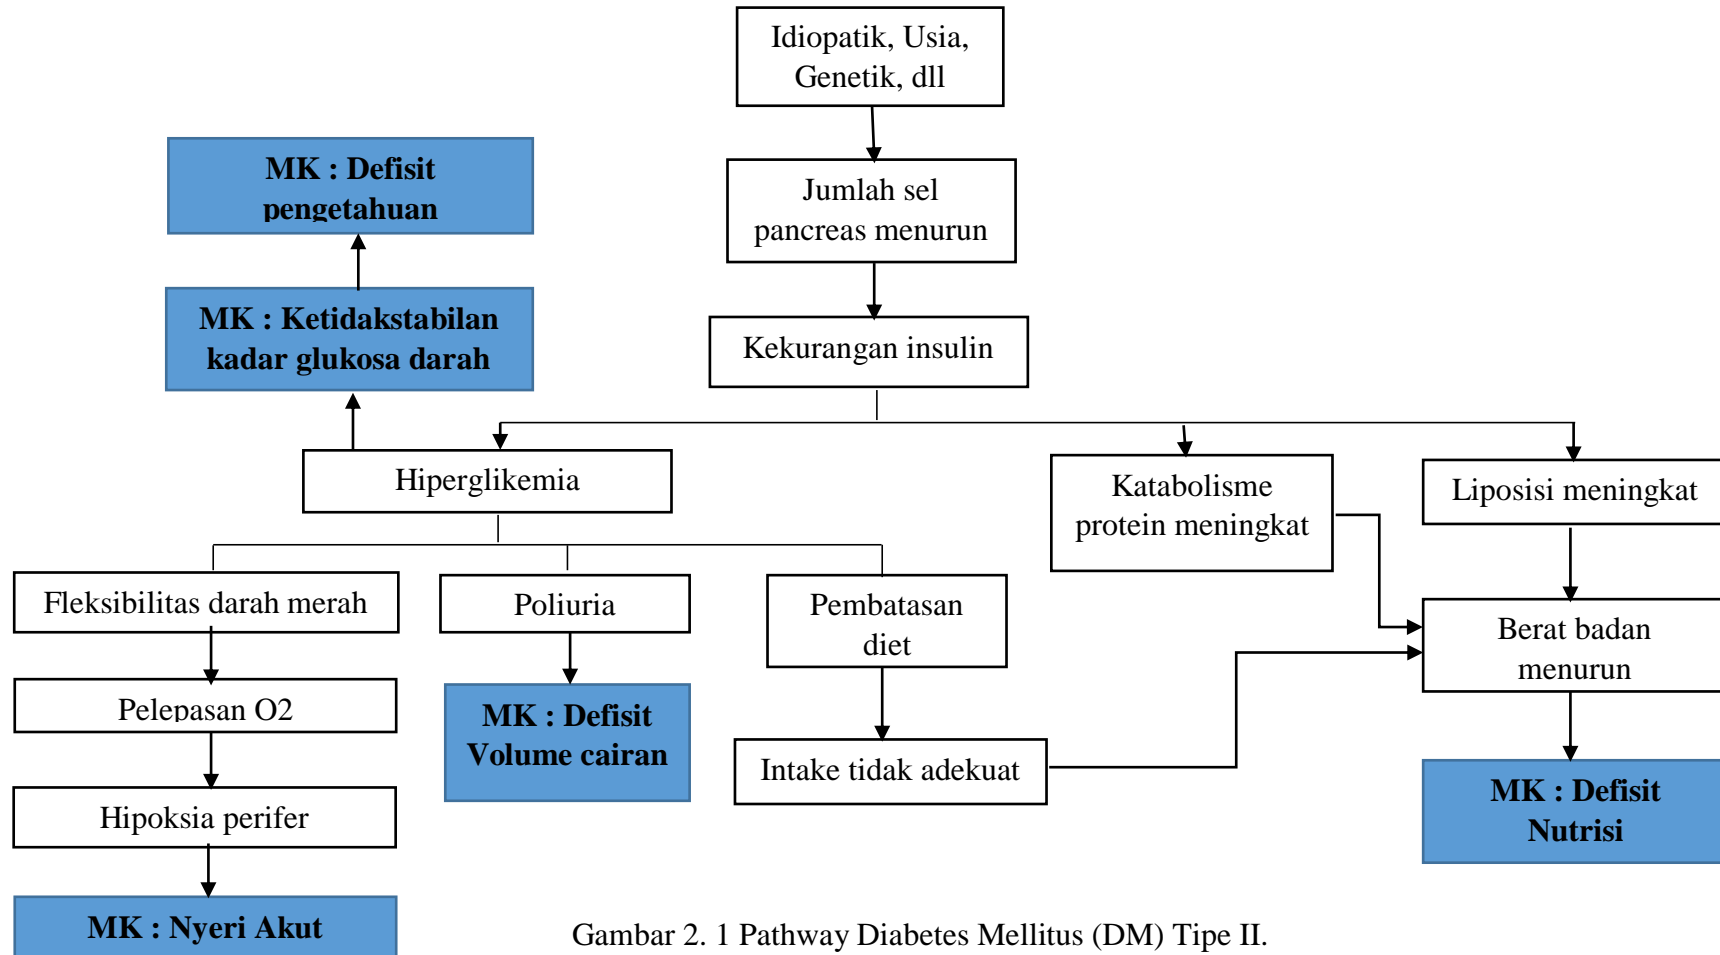 Idiopatik, Usia,
Genetik, dll
MK : Defisit
pengetahuan
Jumlah sel
pancreas menurun
MK : Ketidakstabilan
kadar glukosa darah
Kekurangan insulin
Hiperglikemia
Katabolisme
protein meningkat
Liposisi meningkat
Fleksibilitas darah merah
Poliuria
Pembatasan
diet
Berat badan
menurun
Pelepasan O2
MK : Defisit
Volume cairan
Intake tidak adekuat
MK : Defisit
Nutrisi
Hipoksia perifer
MK : Nyeri Akut
Gambar 2. 1 Pathway Diabetes Mellitus (DM) Tipe II.